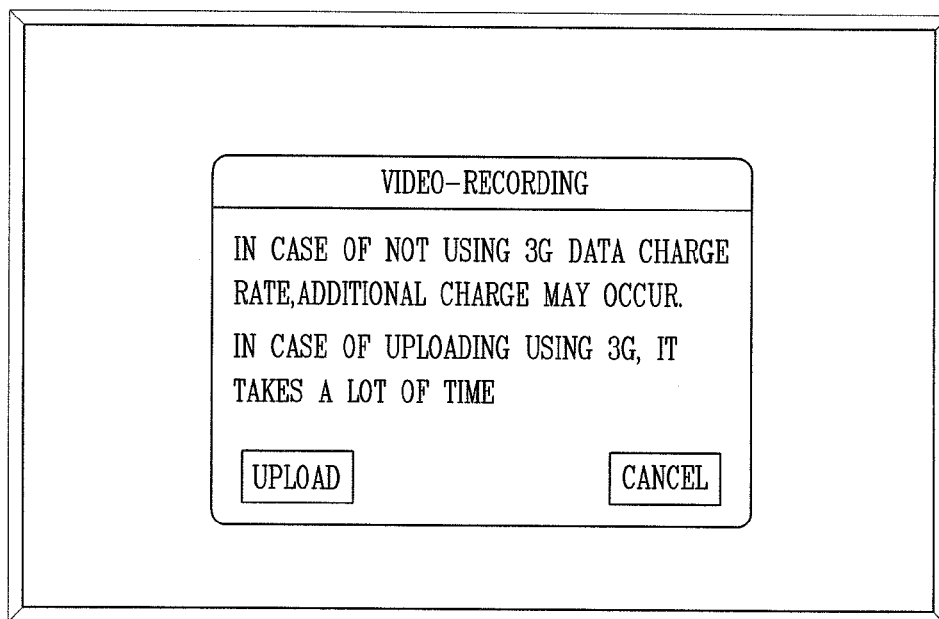 VIDEO-RECORDING
IN CASE OF NOT USING 3G DATA CHARGE
RATE,ADDITIONAL CHARGE MAY OCCUR.
IN CASE OF UPLOADING USING 3G, IT
TAKES A LOT OF TIME
UPLOAD
CANCEL